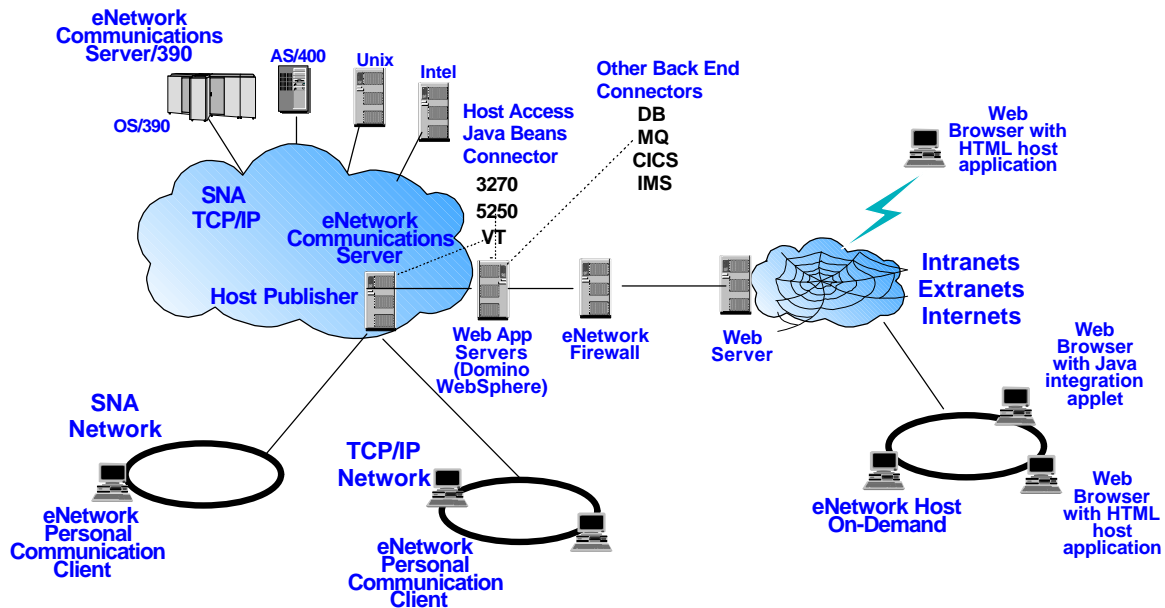 eNetwork
Communications
Server/390
OS/390
AS/400
Unix
Intel
Host Access
Java Beans
Connector
3270
5250
VT
Other Back End
Connectors
DB
MQ
CICS
IMS
Web
Browser with
HTML host
application
SNA
TCP/IP
eNetwork
Communications
Server
Host Publisher
Web App
Servers
(Domino
WebSphere)
eNetwork
Firewall
Web
Server
Intranets
Extranets
Internets
Web
Browser
with Java
integration
applet
SNA
Network
eNetwork
Personal
Communication
Client
TCP/IP
Network
eNetwork
Personal
Communication
Client
eNetwork Host
On-Demand
Web
Browser
with HTML
host
application